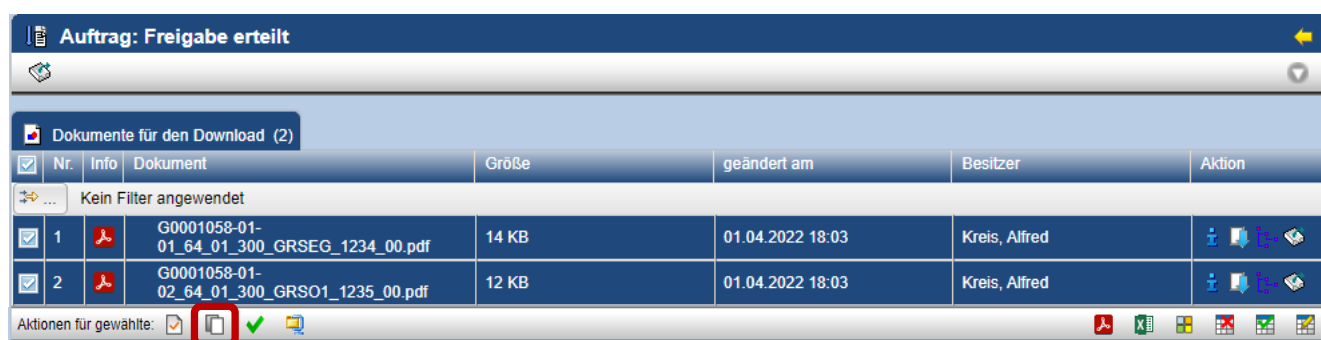 Auftrag: Freigabe erteilt
Dokumente für den Download (2)
Nr. Info Dokument Größe geändert am Besitzer Aktion
... Kein Filter angewendet
G0001058-01-
1 01_64_01_300_GRSEG_1234_00.pdf 14 KB 01.04.2022 18:03 Kreis, Alfred
G0001058-01-
2 02_64_01_300_GRSO1_1235_00.pdf 12 KB 01.04.2022 18:03 Kreis, Alfred
Aktionen für gewählte: